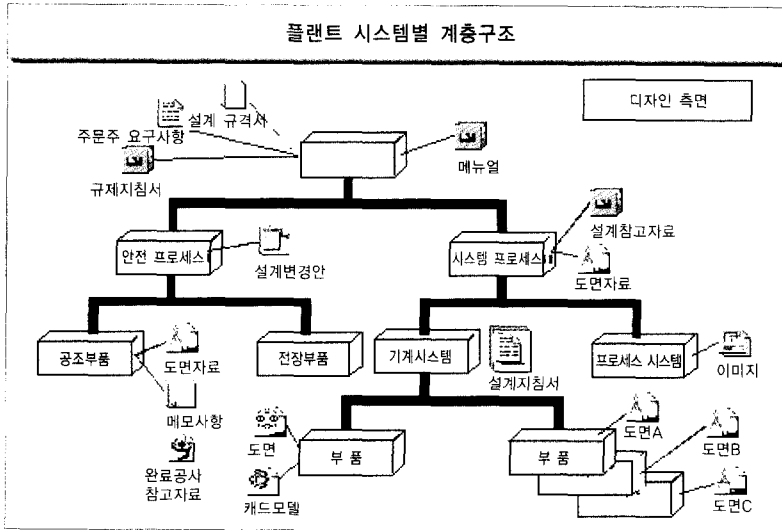 플랜트 시스템별 계층구조
디자인 측면
설계 규격서
주문주 요구사항
규제지침서
메뉴얼
설계참고자료
안전 프로세스
설계변경안
시스템 프로세스
도면자료
공조부품
도면자료
전장부품
기계시스템
설계지침서
프로세스 시스템
이미지
메모사항
완료공사
참고자료
도면
캐드모델
부 품
부 품
도면A
도면B
도면C